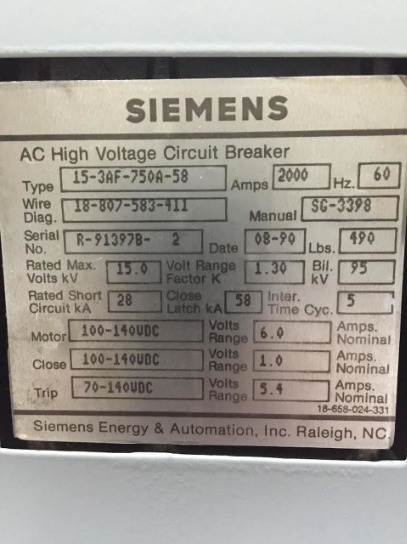 SIEMENS
AC High Voltage Circuit Breaker
Type 15-3AF-750A-58 Amps 2000 Hz. 60
Wire Diag. 18-807-583-411 Manual SG-3398
Serial No. R-91397B- 2 Date 08-90 Lbs. 490
Rated Max. Volts kV 15.0 Volt Range Factor K 1.30 Bil. kV 95
Rated Short Circuit kA 28 Close Latch kA 58 Inter. Time Cyc. 5
Motor 100-140VDC Volts Range 6.0 Amps. Nominal
Close 100-140VDC Volts Range 1.0 Amps. Nominal
Trip 70-140VDC Volts Range 5.4 Amps. Nominal
18-658-024-331
Siemens Energy & Automation, Inc. Raleigh, NC